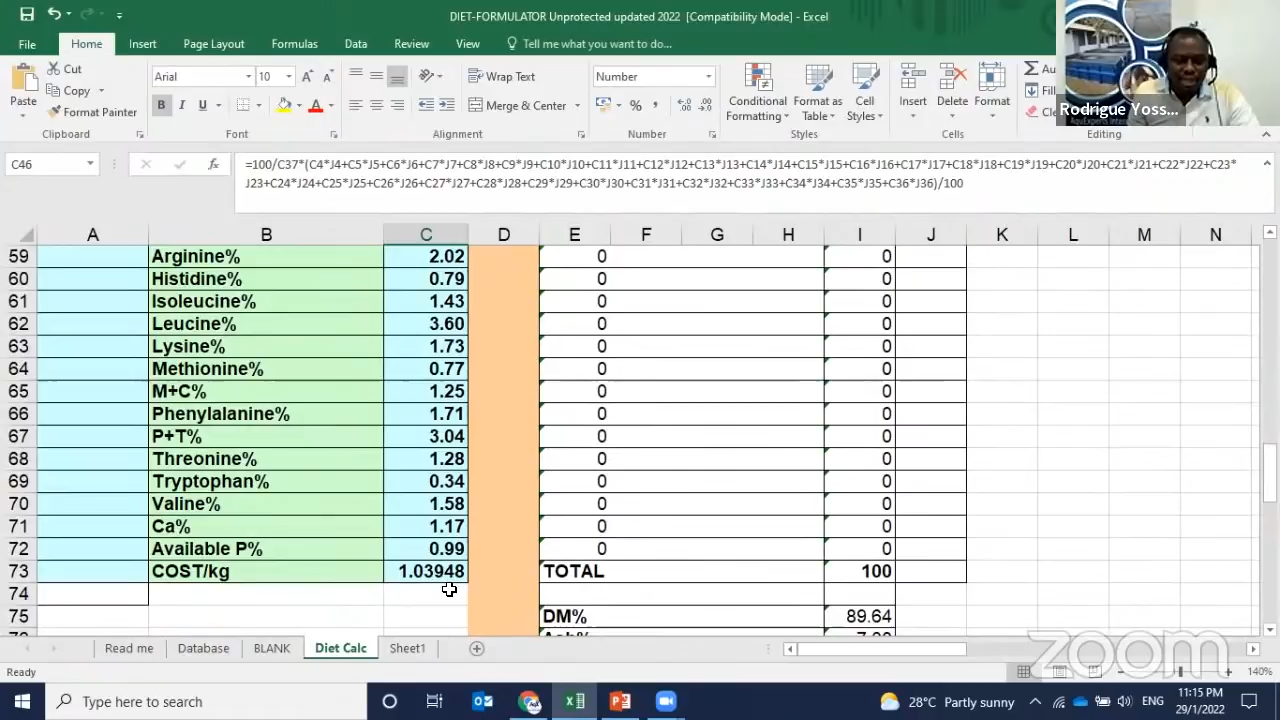 DIET-FORMULATOR Unprotected updated 2022 [Compatibility Mode] - Excel
File Home Insert Page Layout Formulas Data Review View Tell me what you want to do...
Paste
Cut
Copy
Format Painter
Clipboard
Arial 10
B I U
Font
Wrap Text
Merge & Center
Alignment
Number
Number
Conditional Formatting
Format as Table
Cell Styles
Styles
Insert Delete Format
Cells
Au
Fill
Cle
Editing
Rodrigue Yoss...
C46
fx
=100/C37*(C4*J4+C5*J5+C6*J6+C7*J7+C8*J8+C9*J9+C10*J10+C11*J11+C12*J12+C13*J13+C14*J14+C15*J15+C16*J16+C17*J17+C18*J18+C19*J19+C20*J20+C21*J21+C22*J22+C23*
J23+C24*J24+C25*J25+C26*J26+C27*J27+C28*J28+C29*J29+C30*J30+C31*J31+C32*J32+C33*J33+C34*J34+C35*J35+C36*J36)/100
A B C D E F G H I J K L M N
59 Arginine% 2.02 0 0
60 Histidine% 0.79 0 0
61 Isoleucine% 1.43 0 0
62 Leucine% 3.60 0 0
63 Lysine% 1.73 0 0
64 Methionine% 0.77 0 0
65 M+C% 1.25 0 0
66 Phenylalanine% 1.71 0 0
67 P+T% 3.04 0 0
68 Threonine% 1.28 0 0
69 Tryptophan% 0.34 0 0
70 Valine% 1.58 0 0
71 Ca% 1.17 0 0
72 Available P% 0.99 0 0
73 COST/kg 1.03948 TOTAL 100
74
75 DM% 89.64
Read me Database BLANK Diet Calc Sheet1
zoom
Ready
140%
Type here to search
28°C Partly sunny
ENG
11:15 PM
29/1/2022